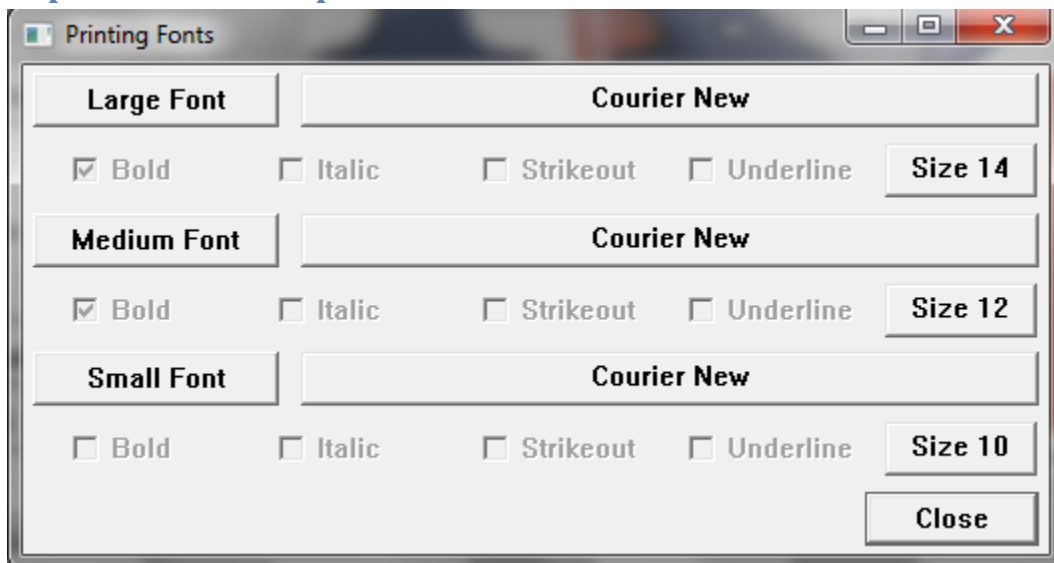 Printing Fonts
Large Font Courier New
Bold Italic Strikeout Underline Size 14
Medium Font Courier New
Bold Italic Strikeout Underline Size 12
Small Font Courier New
Bold Italic Strikeout Underline Size 10
Close